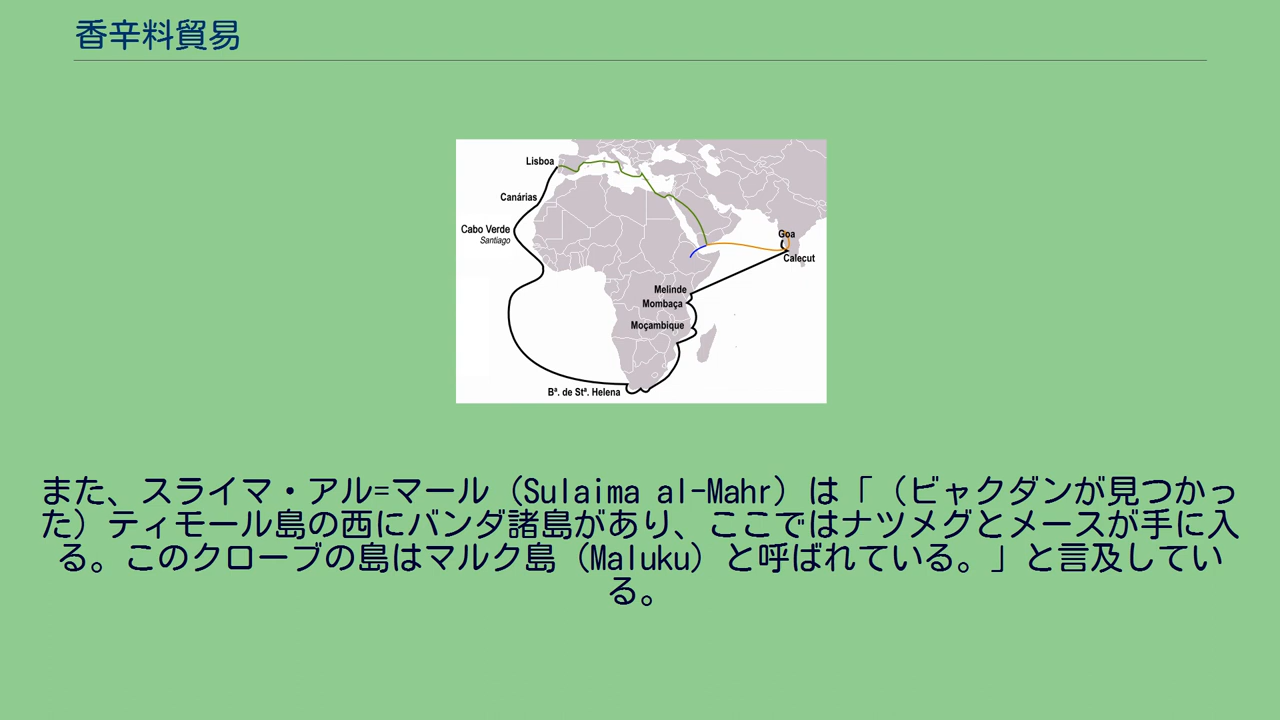 香辛料貿易
Lisboa
Canárias
Cabo Verde
Santiago
Goa
Calecut
Melinde
Mombaça
Moçambique
Bª. de Stª. Helena
また、スライマ・アル=マール（Sulaima al-Mahr）は「（ビャクダンが見つかっ
た）ティモール島の西にバンダ諸島があり、ここではナツメグとメースが手に入
る。このクローブの島はマルク島（Maluku）と呼ばれている。」と言及してい
る。